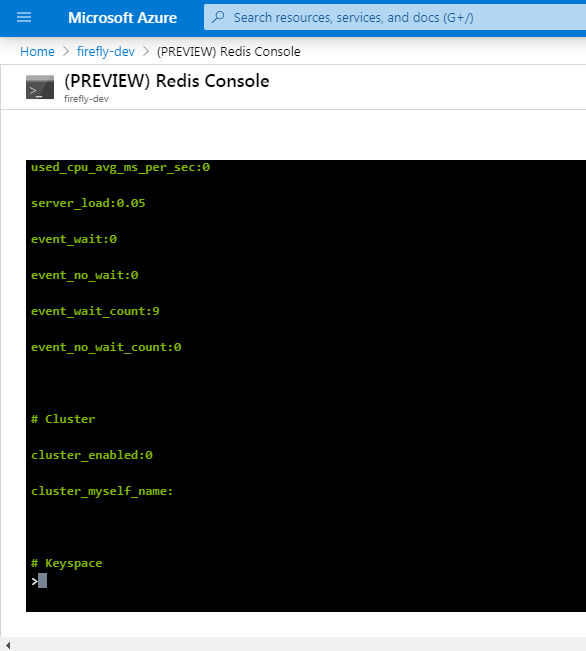 Microsoft Azure
Search resources, services, and docs (G+/)
Home > firefly-dev > (PREVIEW) Redis Console
(PREVIEW) Redis Console
firefly-dev
used_cpu_avg_ms_per_sec:0
server_load:0.05
event_wait:0
event_no_wait:0
event_wait_count:9
event_no_wait_count:0
# Cluster
cluster_enabled:0
cluster_myself_name:
# Keyspace
>